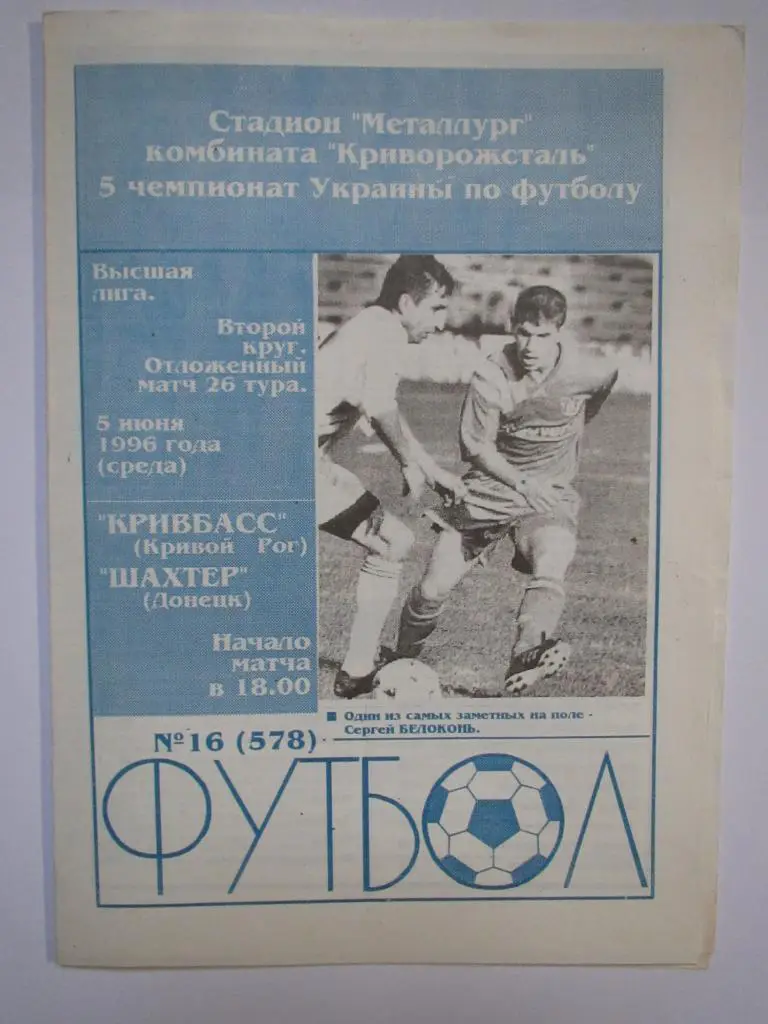 Стадион "Металлург"
комбината "Криворожсталь"
5 чемпионат Украины по футболу
Высшая
лига.
Второй
круг.
Отложенный
матч 26 тура.
5 июня
1996 года
(среда)
"КРИВБАСС"
(Кривой Рог)
"ШАХТЕР"
(Донецк)
Начало
матча
в 18.00
Один из самых заметных на поле -
Сергей БЕЛОКОНЬ.
№16 (578)
ФУТБОЛ